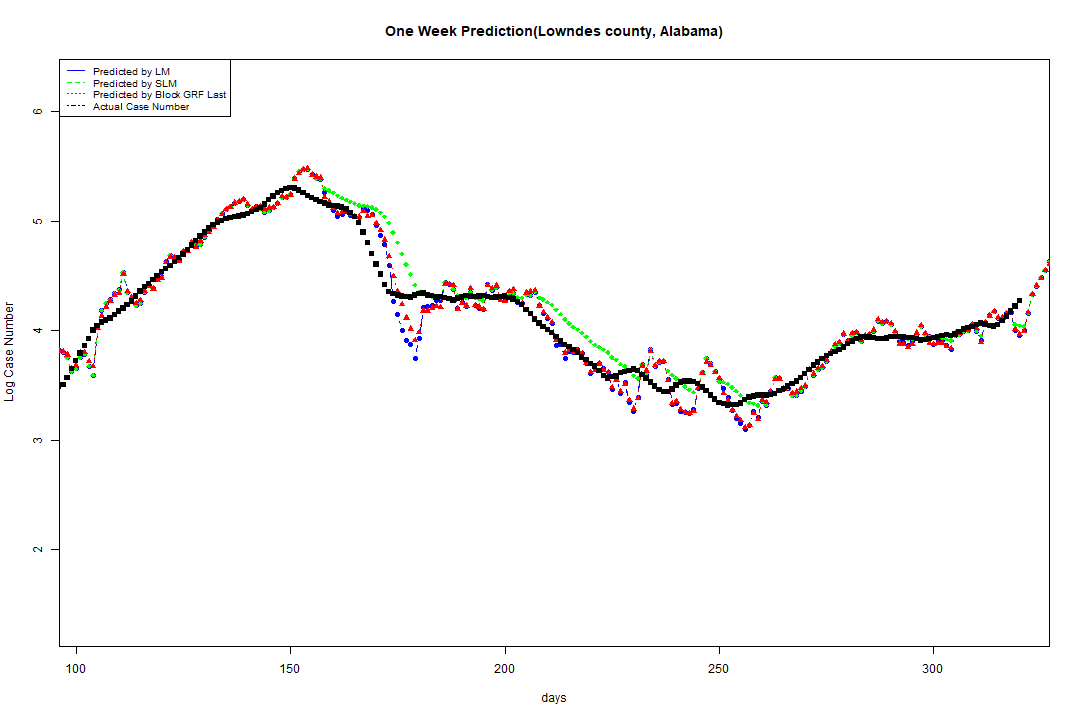 One Week Prediction(Lowndes county, Alabama)
Predicted by LM
Predicted by SLM
Predicted by Block GRF Last
Actual Case Number
6
5
4
3
2
Log Case Number
100 150 200 250 300
days